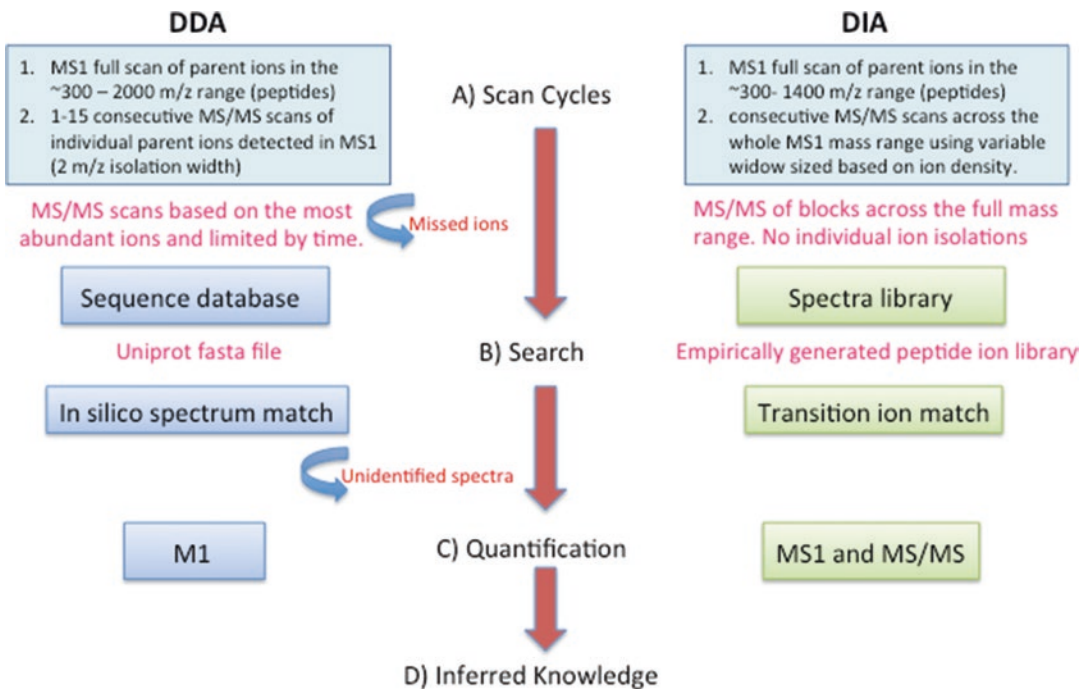 DDA
1. MS1 full scan of parent ions in the
~300 – 2000 m/z range (peptides)
2. 1-15 consecutive MS/MS scans of
individual parent ions detected in MS1
(2 m/z isolation width)
MS/MS scans based on the most
abundant ions and limited by time.
Missed ions
Sequence database
Uniprot fasta file
In silico spectrum match
Unidentified spectra
M1
A) Scan Cycles
B) Search
C) Quantification
D) Inferred Knowledge
DIA
1. MS1 full scan of parent ions in the
~300- 1400 m/z range (peptides)
2. consecutive MS/MS scans across the
whole MS1 mass range using variable
widow sized based on ion density.
MS/MS of blocks across the full mass
range. No individual ion isolations
Spectra library
Empirically generated peptide ion library
Transition ion match
MS1 and MS/MS